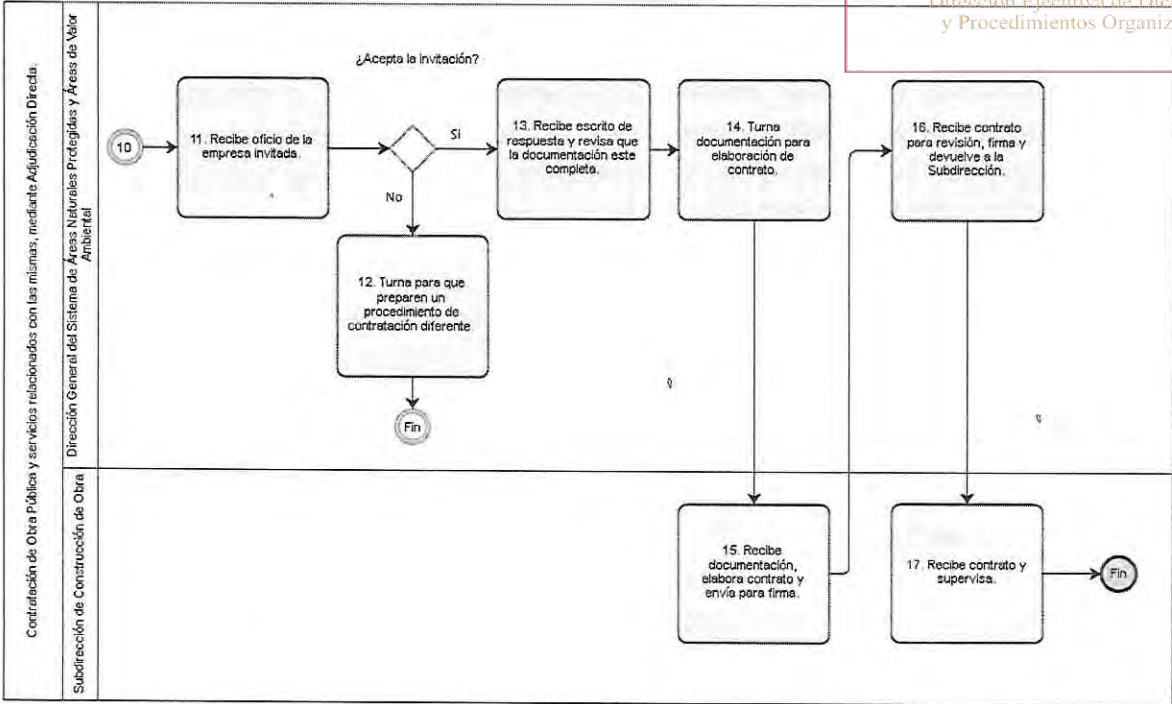 Dirección Ejecutiva de Dic
y Procedimientos Organiz
Contratación de Obra Pública y servicios relacionados con las mismas, mediante Adjudicación Directa.
Dirección General del Sistema de Áreas Naturales Protegidas y Áreas de Valor
Ambiental
¿Acepta la invitación?
10
11. Recibe oficio de la
empresa invitada.
Si
No
13. Recibe escrito de
respuesta y revisa que
la documentación este
completa.
14. Turna
documentación para
elaboración de
contrato.
16. Recibe contrato
para revisión, firma y
devuelve a la
Subdirección.
12. Turna para que
preparen un
procedimiento de
contratación diferente
Fin
Subdirección de Construcción de Obra
15. Recibe
documentación,
elabora contrato y
envía para firma.
17. Recibe contrato y
supervisa.
Fin